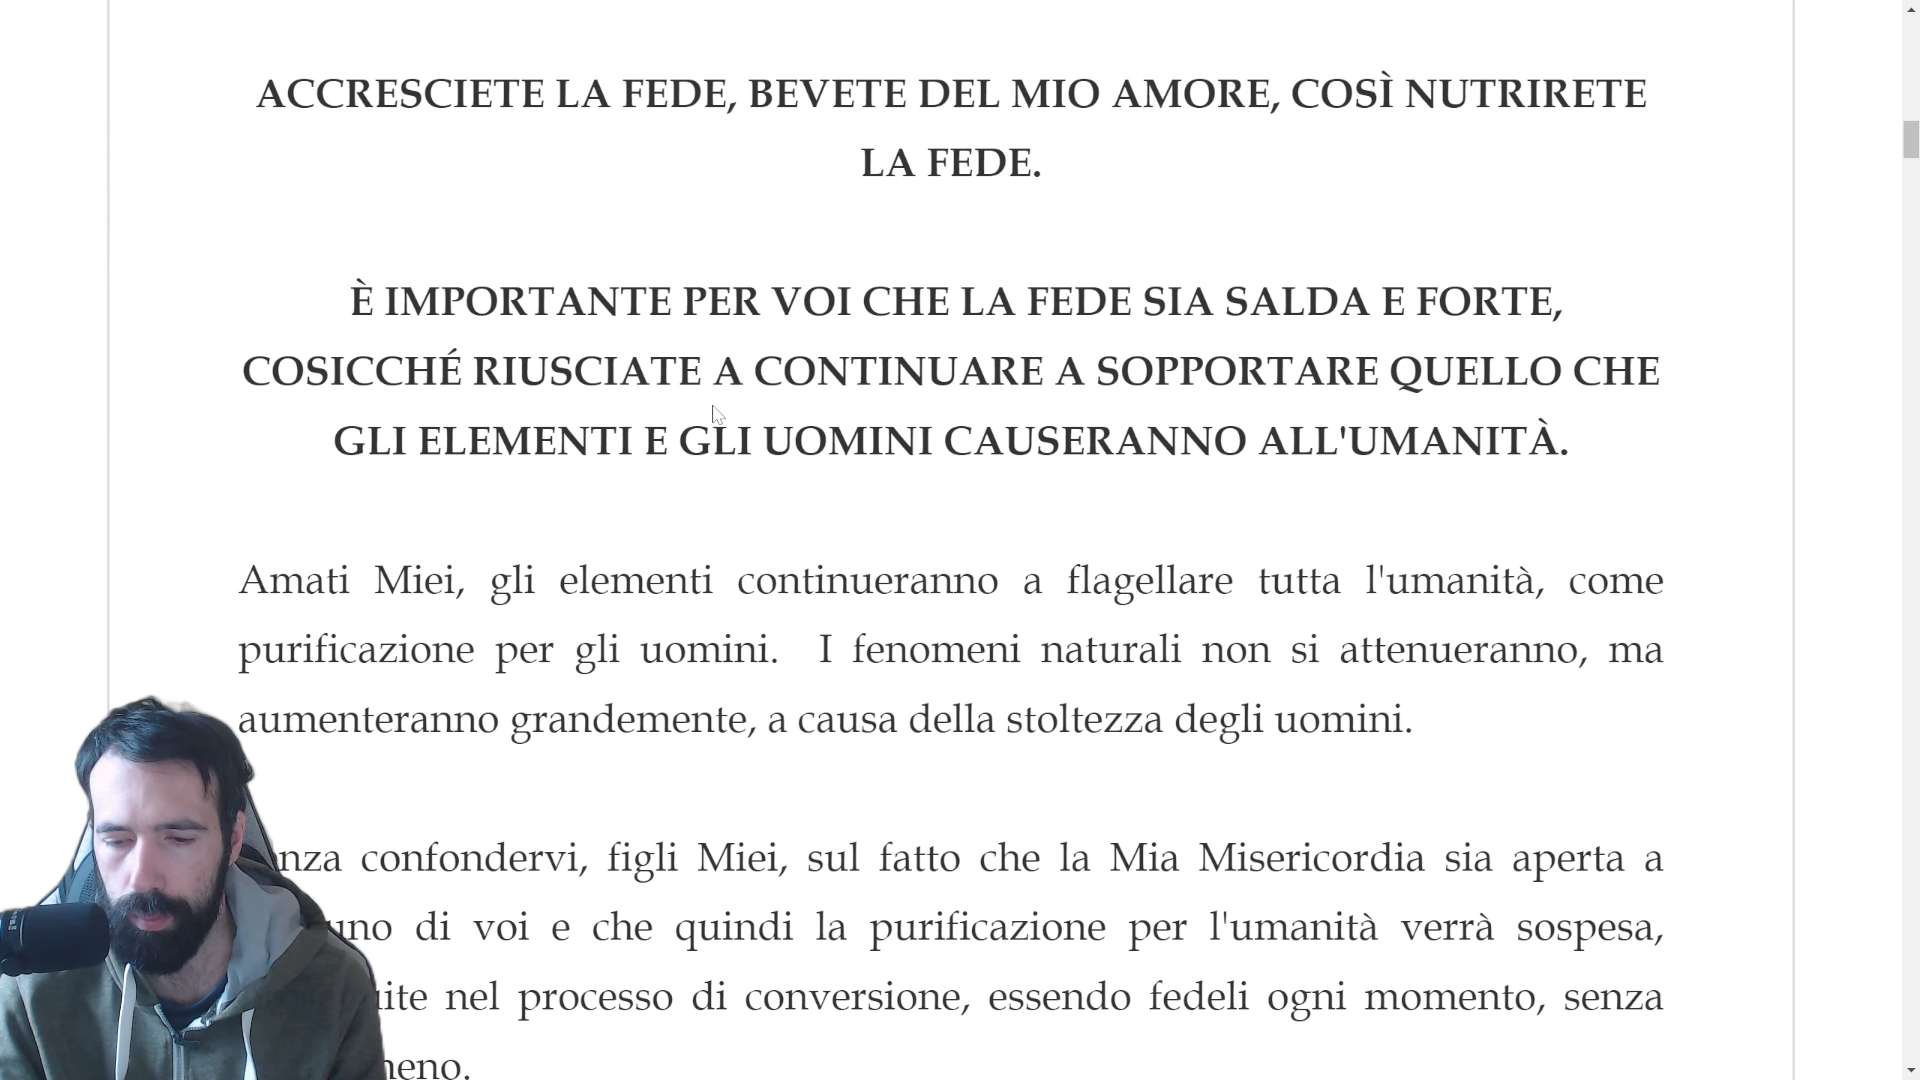 ACCRESCIETE LA FEDE, BEVETE DEL MIO AMORE, COSÌ NUTRIRETE
LA FEDE.
È IMPORTANTE PER VOI CHE LA FEDE SIA SALDA E FORTE,
COSICCHÉ RIUSCIATE A CONTINUARE A SOPPORTARE QUELLO CHE
GLI ELEMENTI E GLI UOMINI CAUSERANNO ALL'UMANITÀ.
Amati Miei, gli elementi continueranno a flagellare tutta l'umanità, come
purificazione per gli uomini. I fenomeni naturali non si attenueranno, ma
aumenteranno grandemente, a causa della stoltezza degli uomini.
confondervi, figli Miei, sul fatto che la Mia Misericordia sia aperta a
di voi e che quindi la purificazione per l'umanità verrà sospesa,
nel processo di conversione, essendo fedeli ogni momento, senza